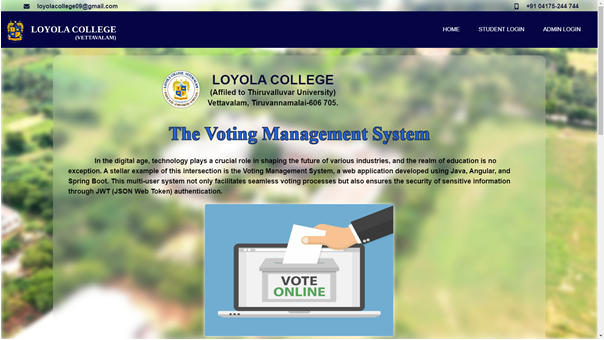 loyolacollege09@gmail.com
+91 04175-244 744
LOYOLA COLLEGE
(VETTAVALAM)
HOME
STUDENT LOGIN
ADMIN LOGIN
LOYOLA COLLEGE
(Affiled to Thiruvalluvar University)
Vettavalam, Tiruvannamalai-606 705.
The Voting Management System
In the digital age, technology plays a crucial role in shaping the future of various industries, and the realm of education is no
exception. A stellar example of this intersection is the Voting Management System, a web application developed using Java, Angular, and
Spring Boot. This multi-user system not only facilitates seamless voting processes but also ensures the security of sensitive information
through JWT (JSON Web Token) authentication.
VOTE
ONLINE